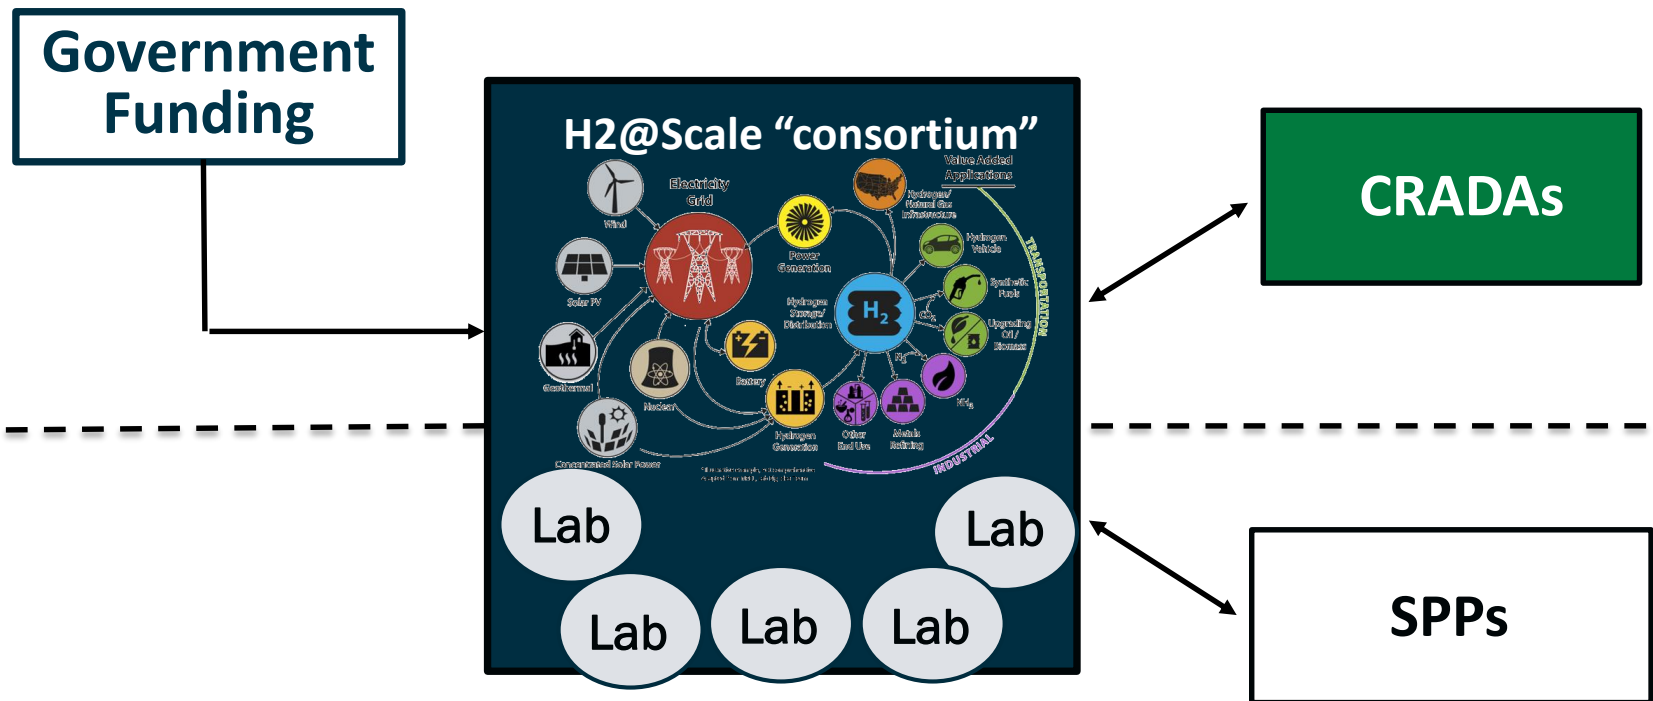 Government
Funding
H2@Scale “consortium”
Value Added
Applications
Electricity
Grid
Hydrogen/
Natural Gas
Infrastructure
Wind
Power
Generation
Hydrogen
Vehicle
TRANSPORTATION
Solar PV
Hydrogen
Storage/
Distribution
H2
Synthetic
Fuels
CO2
Upgrading
Oil /
Biomass
N2
Geothermal
Battery
Nuclear
NH3
Hydrogen
Generation
Other
End Use
Metals
Refining
INDUSTRIAL
Concentrated Solar Power
Lab
Lab
Lab
Lab
Lab
CRADAs
SPPs